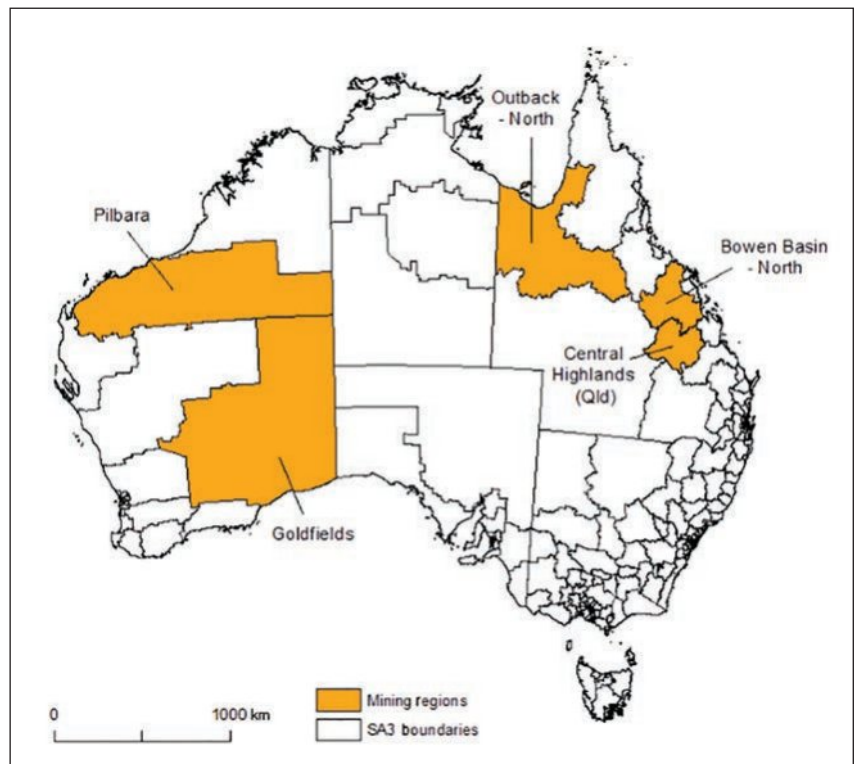 Outback
- North
Pilbara
Bowen Basin
- North
Central
Highlands
(Qld)
Goldfields
Mining regions
0 1000 km
SA3 boundaries